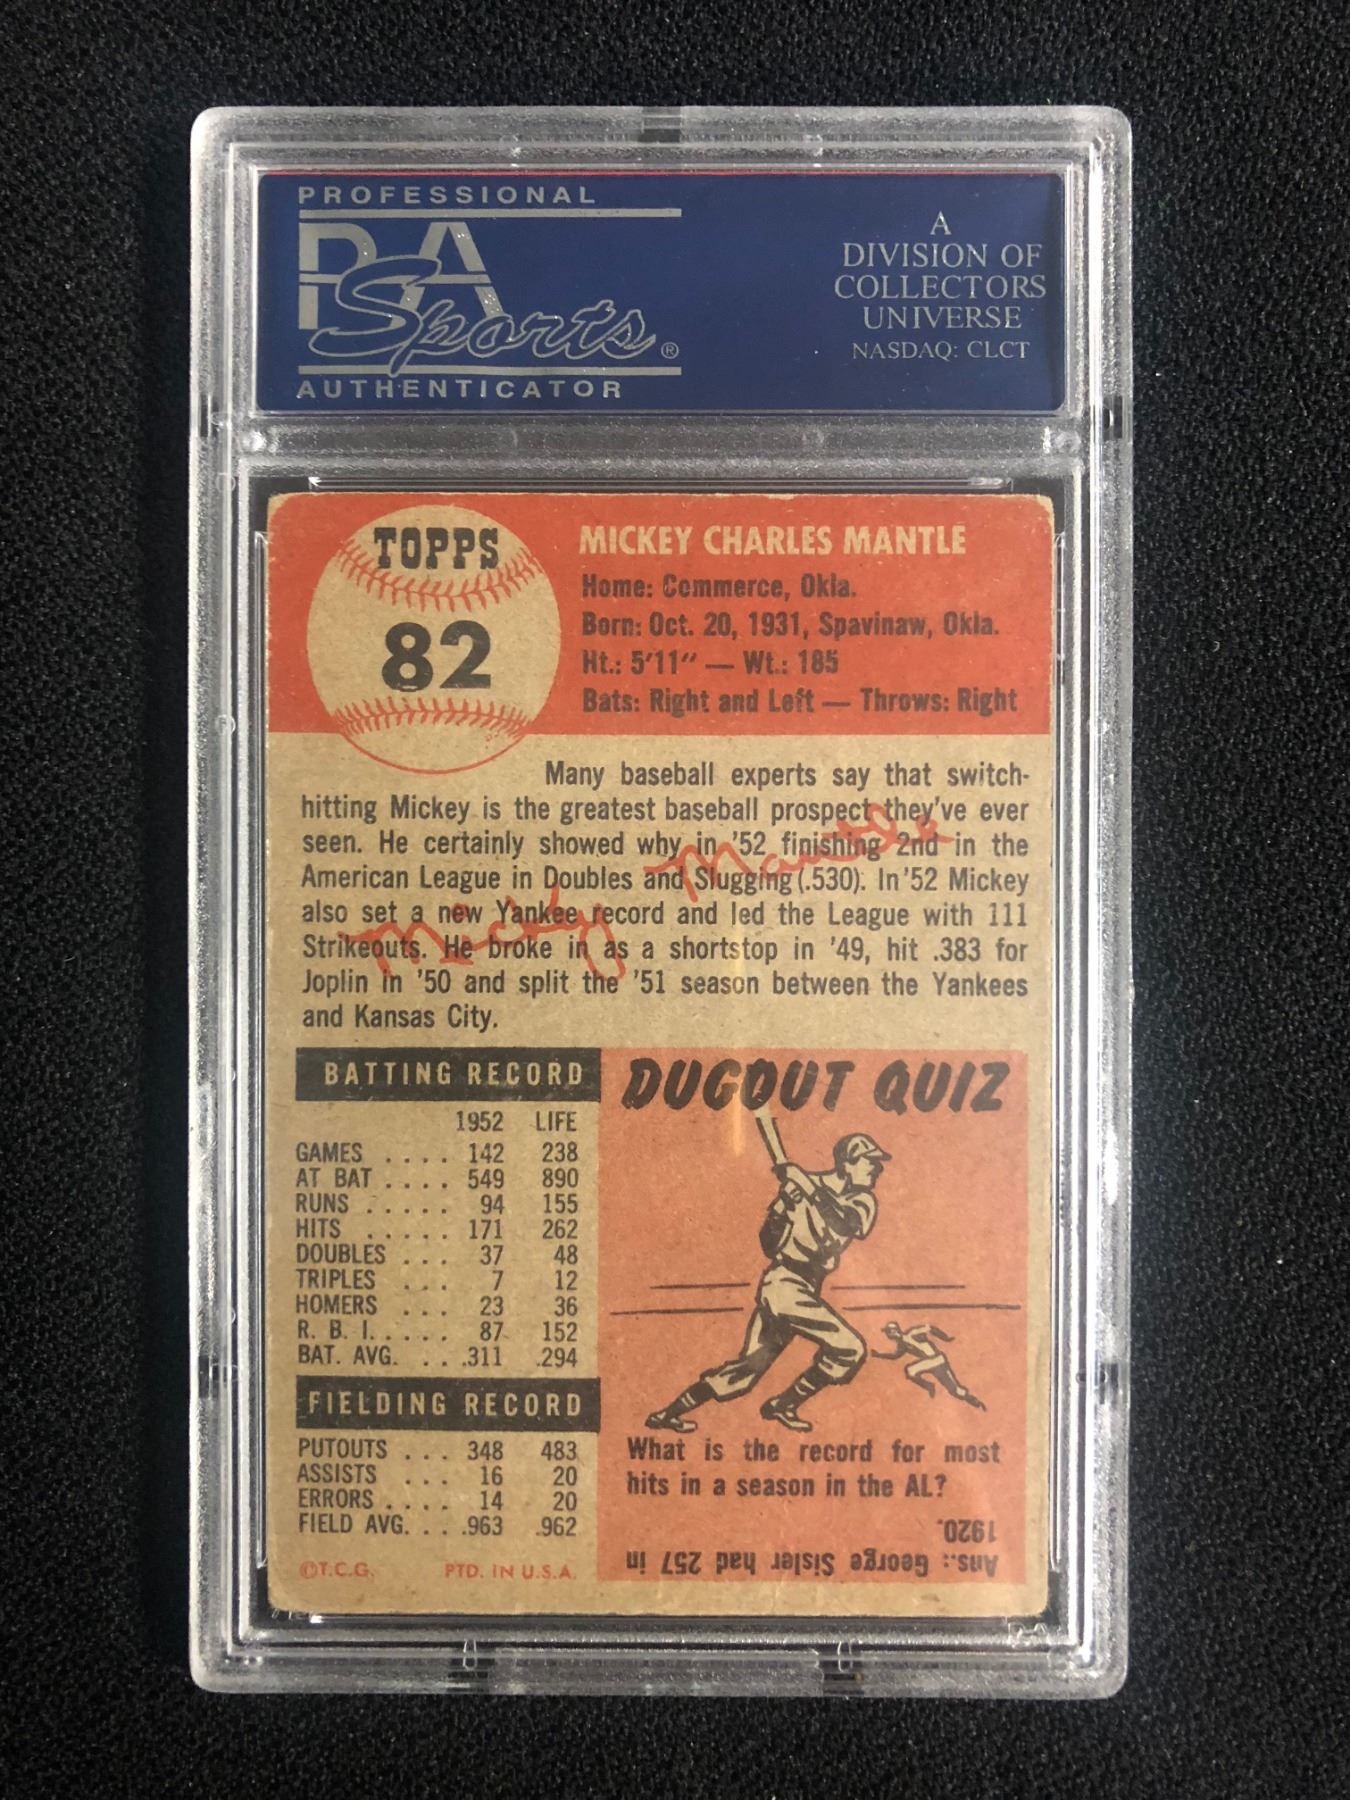 PROFESSIONAL
PSA
Sports®
AUTHENTICATOR
A
DIVISION OF
COLLECTORS
UNIVERSE
NASDAQ: CLCT
TOPPS
82
MICKEY CHARLES MANTLE
Home: Commerce, Okla.
Born: Oct. 20, 1931, Spavinaw, Okla.
Ht.: 5'11" — Wt.: 185
Bats: Right and Left — Throws: Right
Many baseball experts say that switch-
hitting Mickey is the greatest baseball prospect they've ever
seen. He certainly showed why in '52 finishing 2nd in the
American League in Doubles and Slugging (.530). In '52 Mickey
also set a new Yankee record and led the League with 111
Strikeouts. He broke in as a shortstop in '49, hit .383 for
Joplin in '50 and split the '51 season between the Yankees
and Kansas City.
Mickey Mantle
BATTING RECORD
1952 LIFE
GAMES .... 142 238
AT BAT .... 549 890
RUNS ..... 94 155
HITS ..... 171 262
DOUBLES ... 37 48
TRIPLES ... 7 12
HOMERS ... 23 36
R. B. I. .... 87 152
BAT. AVG. ... .311 .294
FIELDING RECORD
PUTOUTS ... 348 483
ASSISTS ... 16 20
ERRORS .... 14 20
FIELD AVG. ... .963 .962
©T.C.G. PTD. IN U.S.A.
DUGOUT QUIZ
What is the record for most
hits in a season in the AL?
Ans.: George Sisler had 257 in
1920.